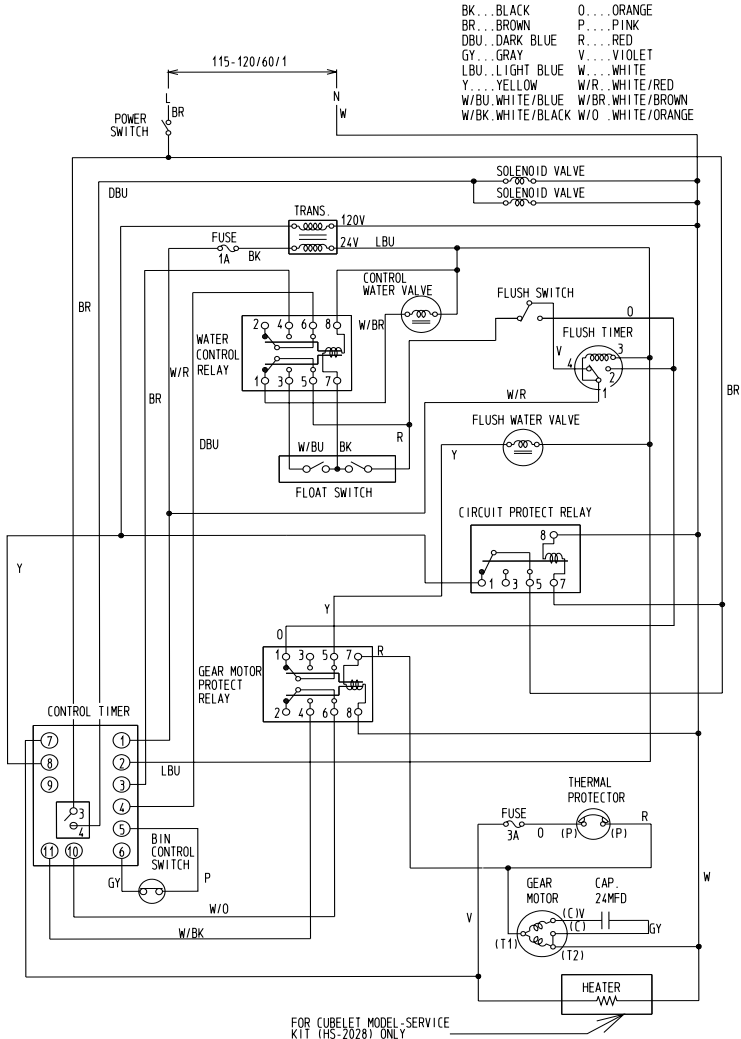 BK...BLACK O....ORANGE
BR...BROWN P....PINK
DBU..DARK BLUE R....RED
GY...GRAY V....VIOLET
LBU..LIGHT BLUE W....WHITE
Y....YELLOW W/R..WHITE/RED
W/BU.WHITE/BLUE W/BR.WHITE/BROWN
W/BK.WHITE/BLACK W/O .WHITE/ORANGE
115-120/60/1
L
N
BR
W
POWER
SWITCH
SOLENOID VALVE
DBU
SOLENOID VALVE
TRANS.
120V
FUSE
24V
LBU
1A
BK
CONTROL
WATER VALVE
FLUSH SWITCH
BR
O
2 4 6 8
W/BR
FLUSH TIMER
WATER
CONTROL
RELAY
V
3
4
2
1
W/R
1 3 5 7
BR
BR
W/R
FLUSH WATER VALVE
DBU
W/BU
BK
R
Y
FLOAT SWITCH
CIRCUIT PROTECT RELAY
8
Y
1 3 5 7
Y
O
1 3 5 7
R
GEAR MOTOR
PROTECT
RELAY
2 4 6 8
CONTROL TIMER
7
1
8
2
LBU
9
3
3
4
4
5
BIN
CONTROL
SWITCH
11
10
6
GY
P
W/O
W/BK
THERMAL
PROTECTOR
FUSE
3A
O
(P)
(P)
R
W
GEAR
MOTOR
CAP.
24MFD
V
(C)V
(C)
GY
(T1)
(T2)
HEATER
FOR CUBELET MODEL-SERVICE
KIT (HS-2028) ONLY